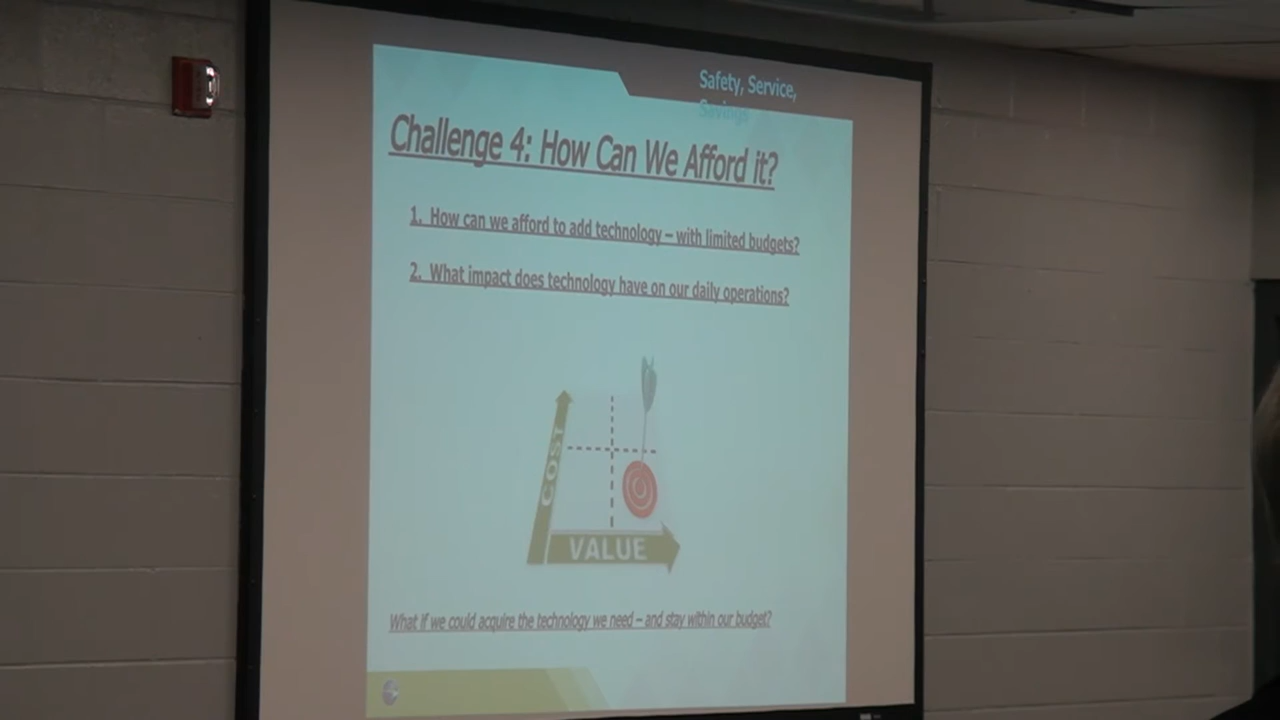 Safety, Service,
Savings
Challenge 4: How Can We Afford it?
1. How can we afford to add technology – with limited budgets?
2. What impact does technology have on our daily operations?
COST
VALUE
What if we could acquire the technology we need – and stay within our budget?